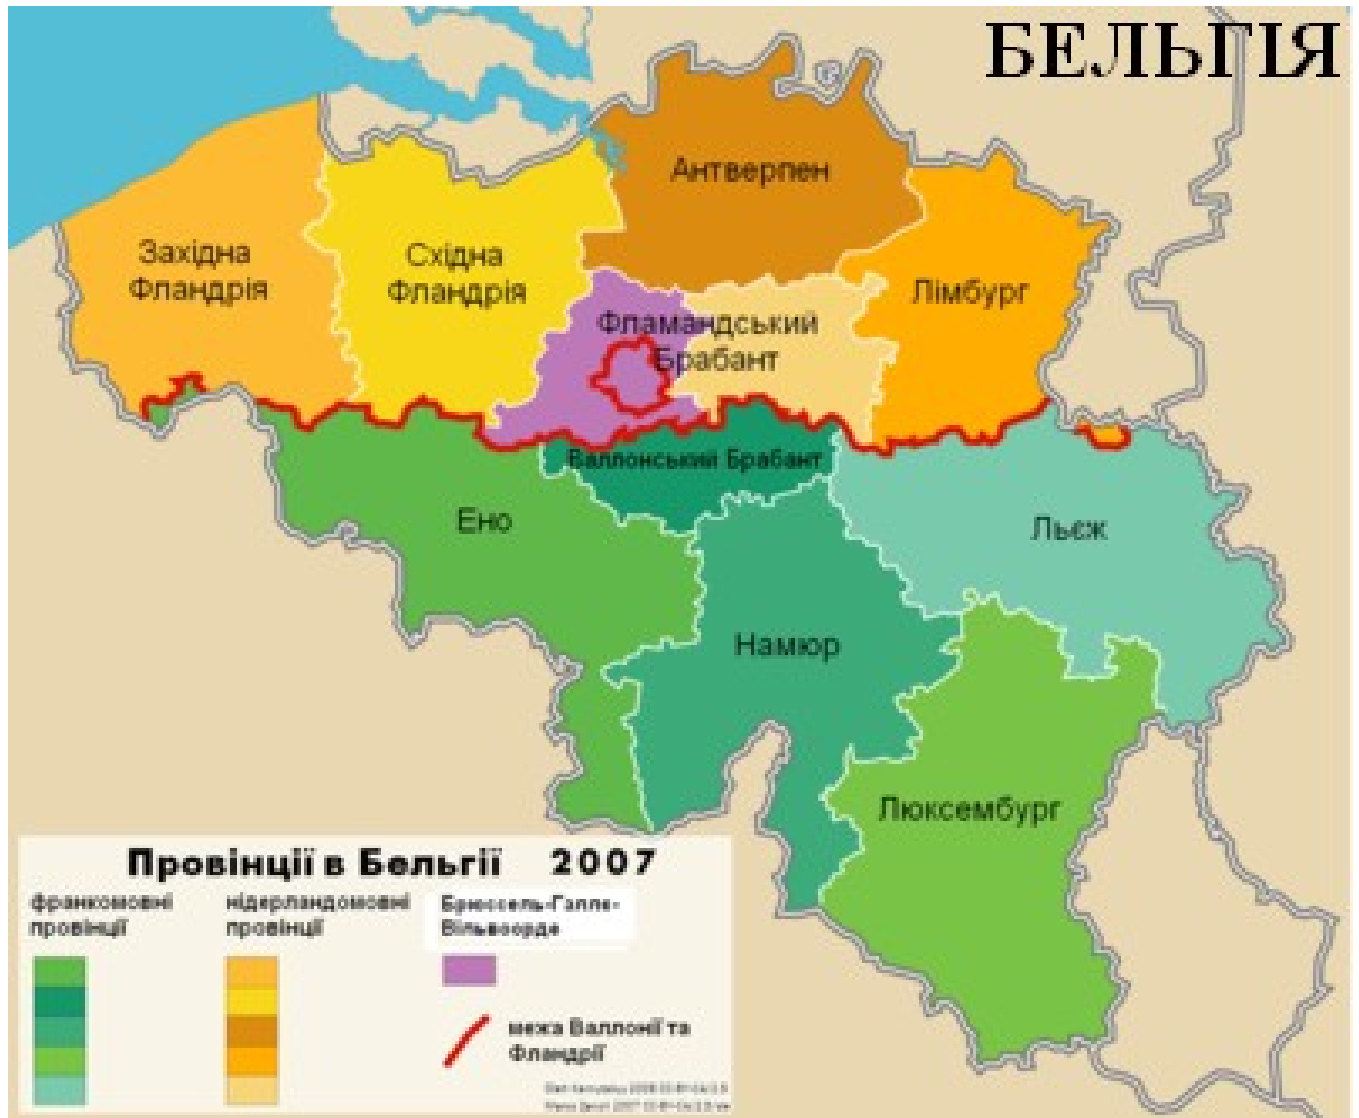 БЕЛЬГІЯ
Антверпен
Західна
Фландрія
Східна
Фландрія
Лімбург
Фламандський
Брабант
Валлонський Брабант
Ено
Льєж
Намюр
Люксембург
Провінції в Бельгії 2007
франкомовні
провінції
нідерландомовні
провінції
Брюссель-Галле-
Вільвоорде
межа Валлонії та
Фландрії